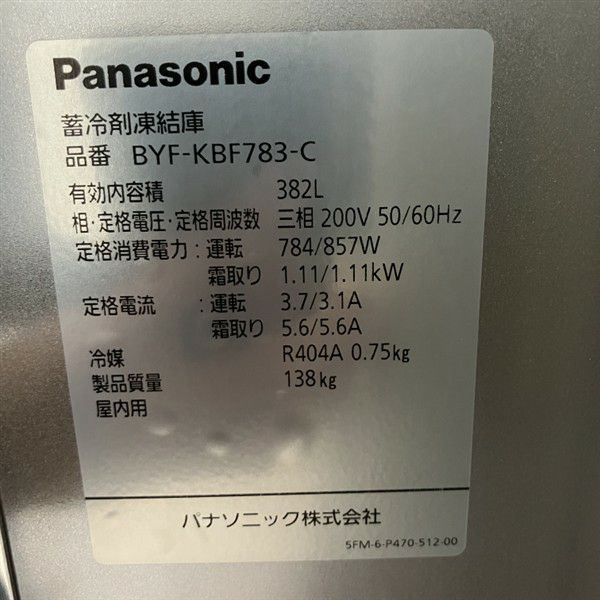 Panasonic
蓄冷剤凍結庫
品番 BYF-KBF783-C
有効内容積 382L
相・定格電圧・定格周波数 三相 200V 50/60Hz
定格消費電力：運転 784/857W
霜取り 1.11/1.11kW
定格電流 ：運転 3.7/3.1A
霜取り 5.6/5.6A
冷媒 R404A 0.75kg
製品質量 138kg
屋内用
パナソニック株式会社
5FM-6-P470-512-00